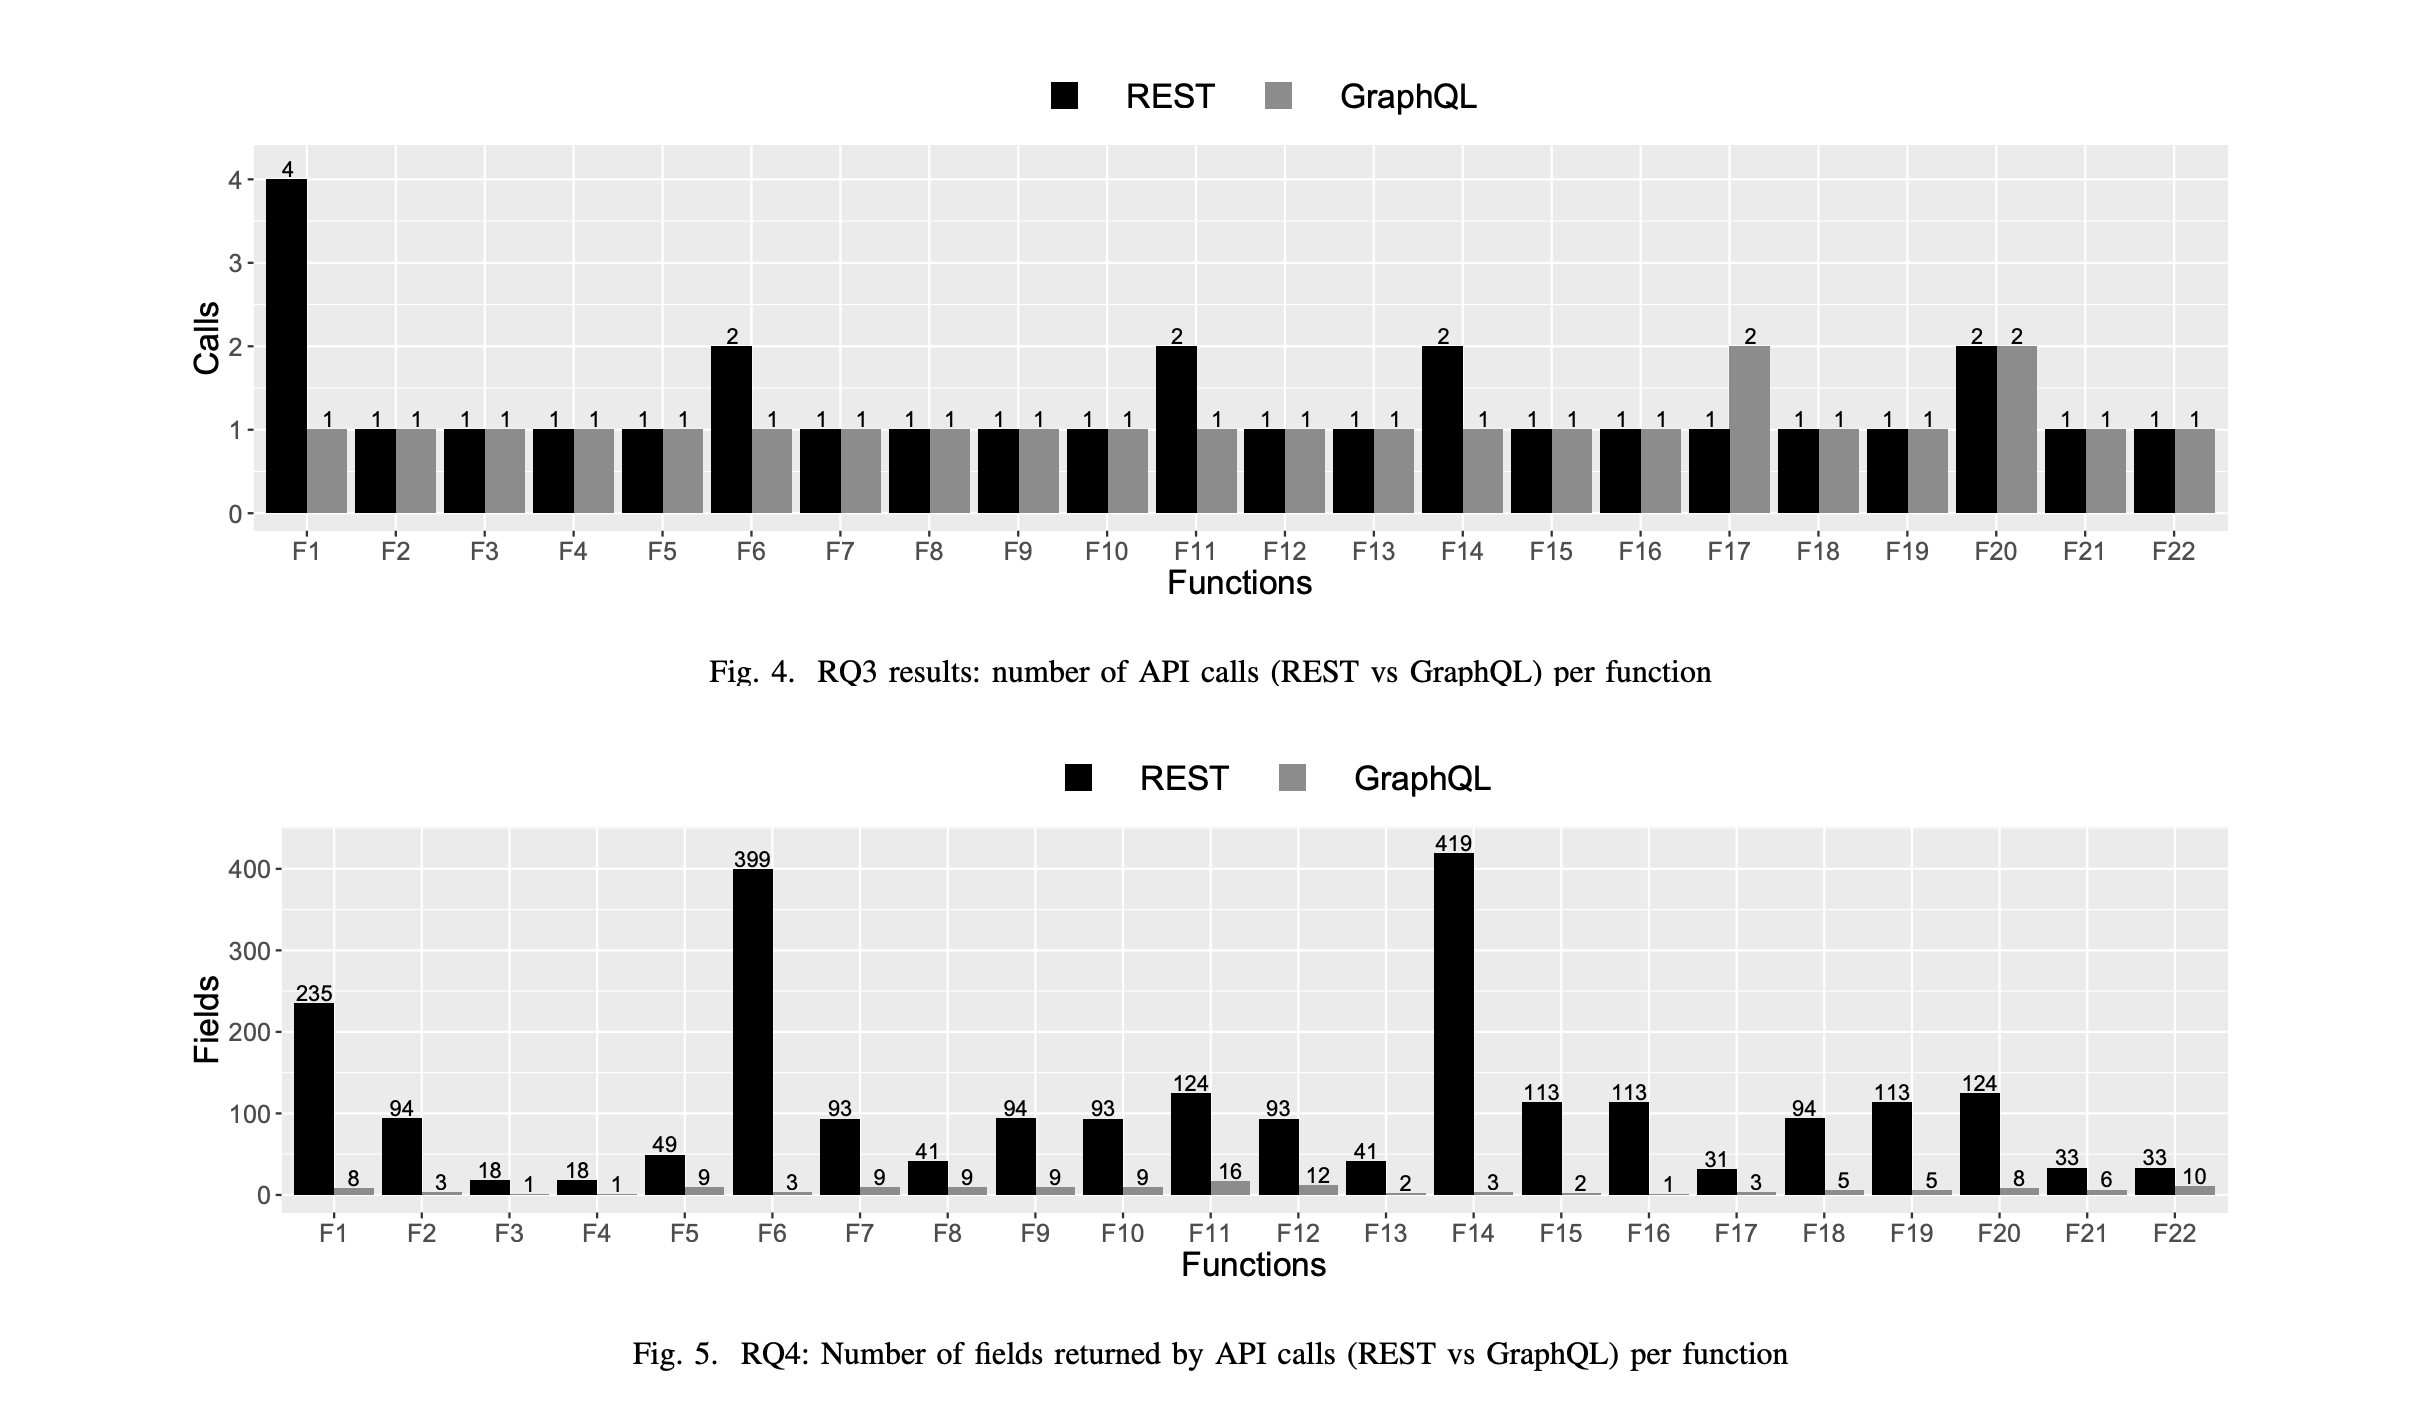 REST GraphQL
4
4
3
2 2 2 2 2 2
2
1 1 1 1 1 1 1 1 1 1 1 1 1 1 1 1 1 1 1 1 1 1 1 1 1 1 1 1 1 1 1 1 1 1 1 1 1
1
0
F1 F2 F3 F4 F5 F6 F7 F8 F9 F10 F11 F12 F13 F14 F15 F16 F17 F18 F19 F20 F21 F22
Calls
Functions
Fig. 4. RQ3 results: number of API calls (REST vs GraphQL) per function
REST GraphQL
400
300
200
100
0
235 8 94 3 18 1 18 1 49 9 399 3 93 9 41 9 94 9 93 9 124 16 93 12 41 2 419 3 113 2 113 1 31 3 94 5 113 5 124 8 33 6 33 10
F1 F2 F3 F4 F5 F6 F7 F8 F9 F10 F11 F12 F13 F14 F15 F16 F17 F18 F19 F20 F21 F22
Fields
Functions
Fig. 5. RQ4: Number of fields returned by API calls (REST vs GraphQL) per function